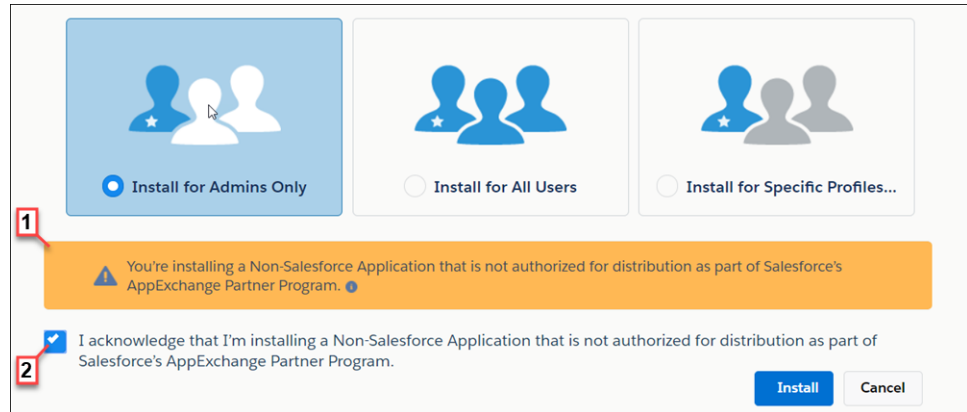 Install for Admins Only
Install for All Users
Install for Specific Profiles...
1
You're installing a Non-Salesforce Application that is not authorized for distribution as part of Salesforce's
AppExchange Partner Program.
I acknowledge that I'm installing a Non-Salesforce Application that is not authorized for distribution as part of
Salesforce's AppExchange Partner Program.
2
Install
Cancel